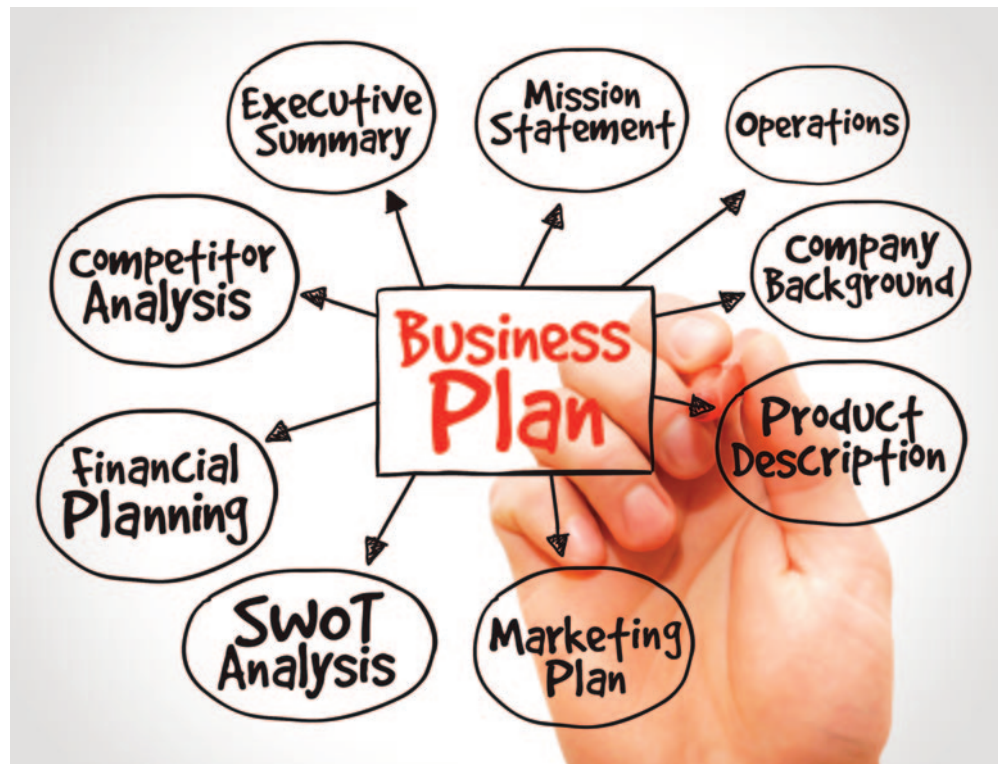 Executive
Summary
Mission
Statement
Operations
Competitor
Analysis
Company
Background
Business
Plan
Product
Description
Financial
Planning
SWOT
Analysis
Marketing
Plan